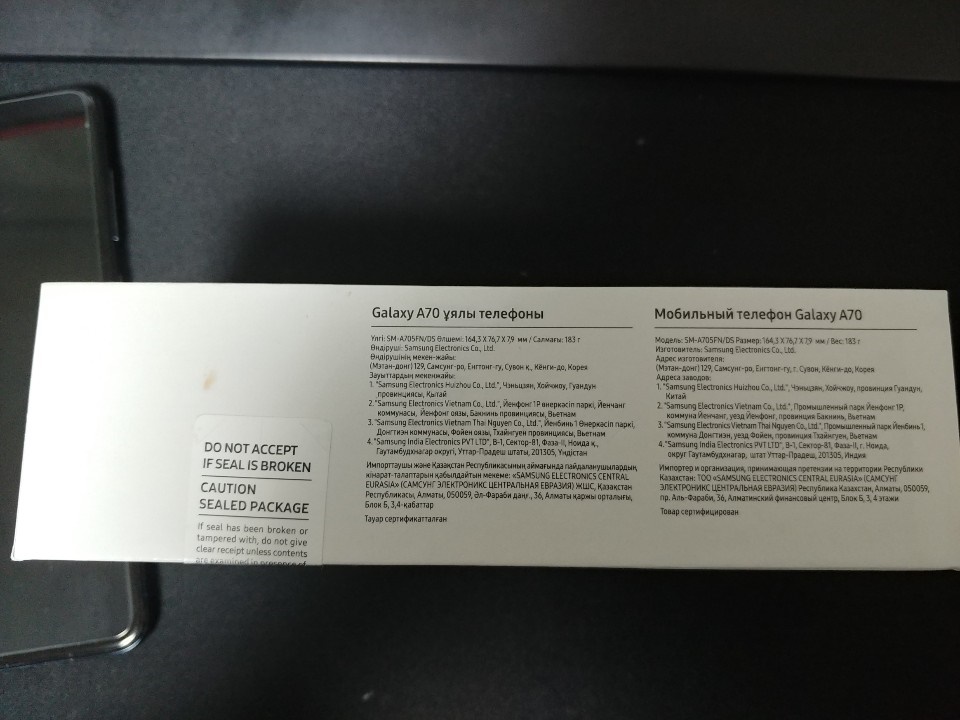 DO NOT ACCEPT
IF SEAL IS BROKEN
CAUTION
SEALED PACKAGE
If seal has been broken or
tampered with, do not give
clear receipt unless contents
are examined in presence of
Galaxy A70 ұялы телефоны
Үлгі: SM-A705FN/DS Өлшемі: 164,3 X 76,7 X 7,9 мм / Салмағы: 183 г
Өндіруші: Samsung Electronics Co., Ltd.
Өндірушінің мекен-жайы:
(Мэтан-донг) 129, Самсунг-ро, Енгтонг-гу, Сувон қ., Кёнги-до, Корея
Зауыттардың мекенжайы:
1. "Samsung Electronics Huizhou Co., Ltd.", Чэньцзян, Хойчжоу, Гуандун
провинциясы, Қытай
2. "Samsung Electronics Vietnam Co., Ltd.", Йенфонг 1Р өнеркәсіп паркі, Йенчанг
коммунасы, Йенфонг оязы, Бакнинь провинциясы, Вьетнам
3. "Samsung Electronics Vietnam Thai Nguyen Co., Ltd.", Йенбинь 1 Өнеркәсіп паркі,
Донгтиэн коммунасы, Фойен оязы, Тхайнгуен провинциясы, Вьетнам
4. "Samsung India Electronics PVT LTD", B-1, Сектор-81, Фаза-II, Ноида қ.,
Гаутамбудхнагар округі, Уттар-Прадеш штаты, 201305, Үндістан
Импорттаушы және Қазақстан Республикасының аймағында пайдаланушылардың
кінарат-талаптарын қабылдайтын мекеме: «SAMSUNG ELECTRONICS CENTRAL
EURASIA» (САМСУНГ ЭЛЕКТРОНИКС ЦЕНТРАЛЬНАЯ ЕВРАЗИЯ) ЖШС, Қазақстан
Республикасы, Алматы, 050059, Әл-Фараби даңғ., 36, Алматы қаржы орталығы,
Блок Б, 3,4-қабаттар
Тауар сертификатталған
Мобильный телефон Galaxy A70
Модель: SM-A705FN/DS Размер: 164,3 X 76,7 X 7,9 мм / Вес: 183 г
Изготовитель: Samsung Electronics Co., Ltd.
Адрес изготовителя:
(Мэтан-донг) 129, Самсунг-ро, Енгтонг-гу, г. Сувон, Кёнги-до, Корея
Адреса заводов:
1. "Samsung Electronics Huizhou Co., Ltd.", Чэньцзян, Хойчжоу, провинция Гуандун,
Китай
2. "Samsung Electronics Vietnam Co., Ltd.", Промышленный парк Йенфонг 1Р,
коммуна Йенчанг, уезд Йенфонг, провинция Бакнинь, Вьетнам
3. "Samsung Electronics Vietnam Thai Nguyen Co., Ltd.", Промышленный парк Йенбинь 1,
коммуна Донгтиэн, уезд Фойен, провинция Тхайнгуен, Вьетнам
4. "Samsung India Electronics PVT LTD", B-1, Сектор-81, Фаза-II, г. Ноида,
округ Гаутамбудхнагар, штат Уттар-Прадеш, 201305, Индия
Импортер и организация, принимающая претензии на территории Республики
Казахстан: ТОО «SAMSUNG ELECTRONICS CENTRAL EURASIA» (САМСУНГ
ЭЛЕКТРОНИКС ЦЕНТРАЛЬНАЯ ЕВРАЗИЯ) Республика Казахстан, Алматы, 050059,
пр. Аль-Фараби, 36, Алматинский финансовый центр, Блок Б, 3, 4 этажи
Товар сертифицирован